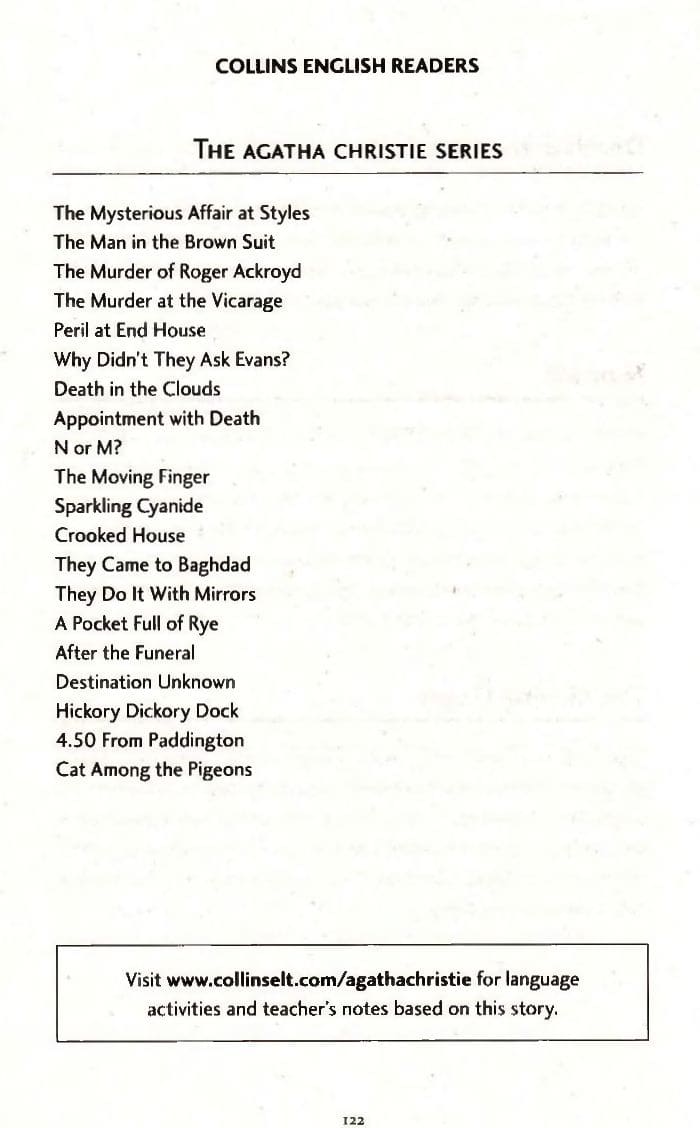 COLLINS ENGLISH READERS
THE AGATHA CHRISTIE SERIES
The Mysterious Affair at Styles
The Man in the Brown Suit
The Murder of Roger Ackroyd
The Murder at the Vicarage
Peril at End House
Why Didn't They Ask Evans?
Death in the Clouds
Appointment with Death
N or M?
The Moving Finger
Sparkling Cyanide
Crooked House
They Came to Baghdad
They Do It With Mirrors
A Pocket Full of Rye
After the Funeral
Destination Unknown
Hickory Dickory Dock
4.50 From Paddington
Cat Among the Pigeons
Visit www.collinselt.com/agathachristie for language
activities and teacher's notes based on this story.
122